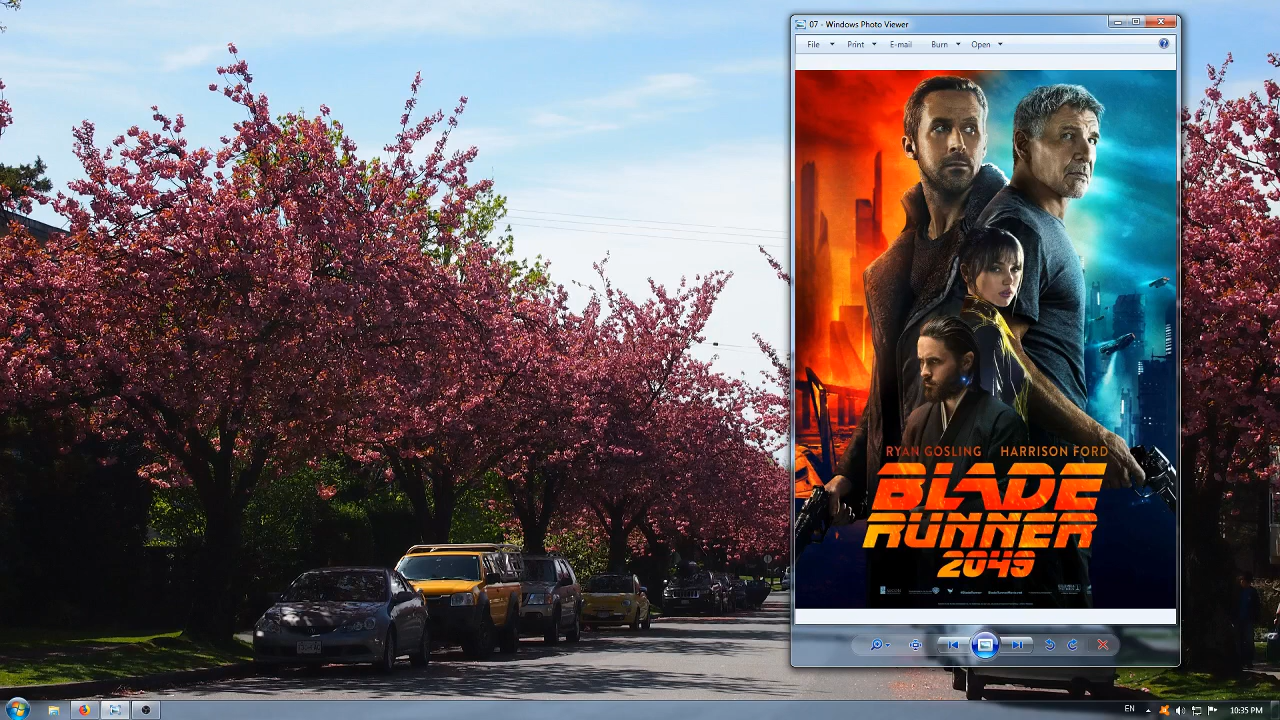 07 - Windows Photo Viewer
File Print E-mail Burn Open
RYAN GOSLING HARRISON FORD
BLADE
RUNNER
2049
EN
10:35 PM